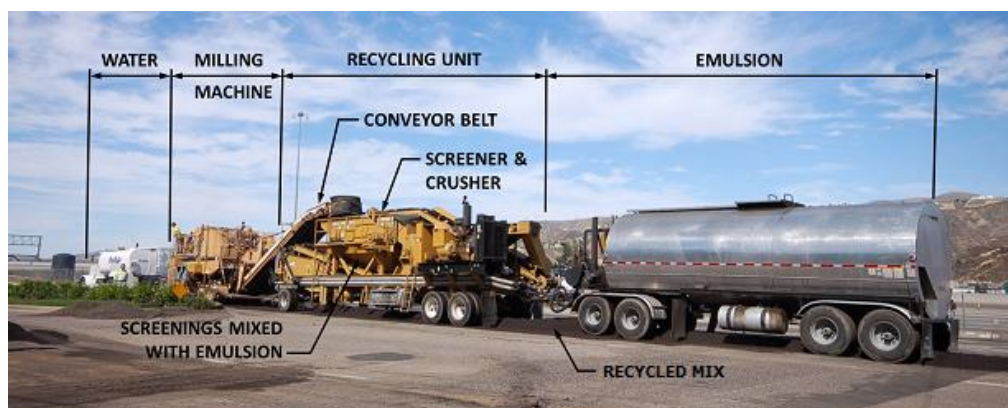 WATER
MILLING
MACHINE
RECYCLING UNIT
EMULSION
CONVEYOR BELT
SCREENER &
CRUSHER
SCREENINGS MIXED
WITH EMULSION
RECYCLED MIX